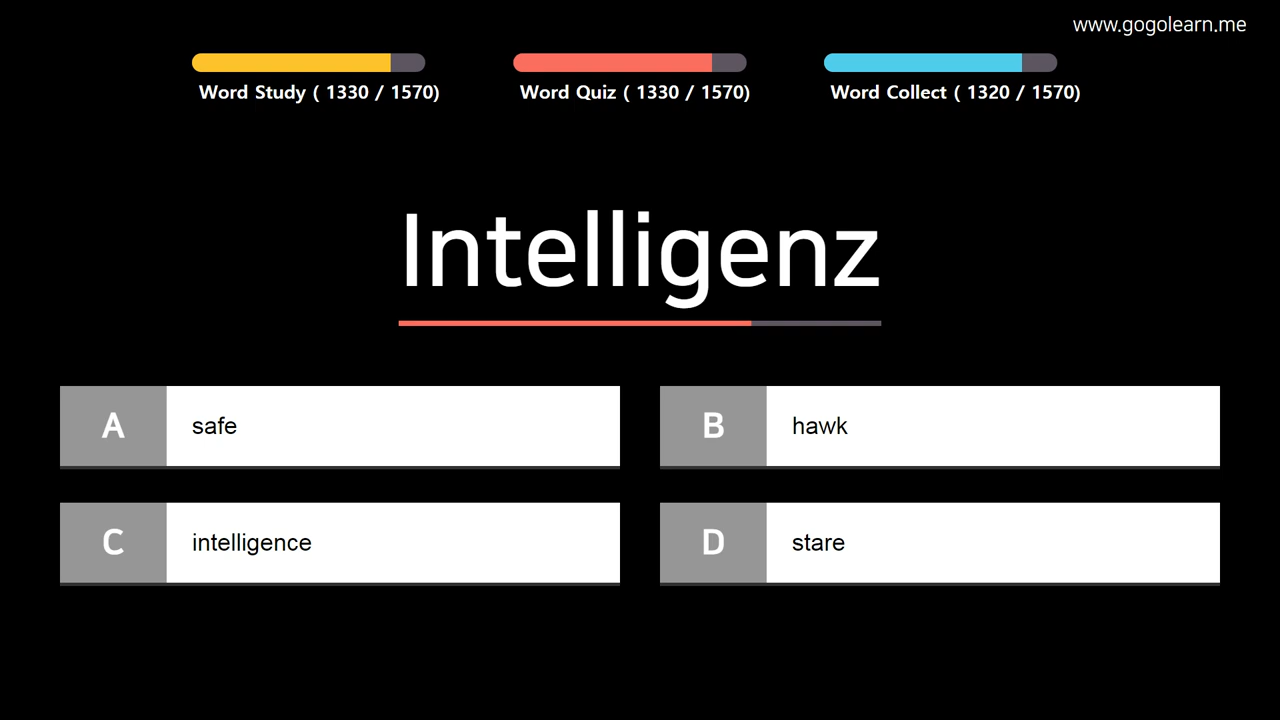 www.gogolearn.me
Word Study ( 1330 / 1570)
Word Quiz ( 1330 / 1570)
Word Collect ( 1320 / 1570)
Intelligenz
A safe
B hawk
C intelligence
D stare